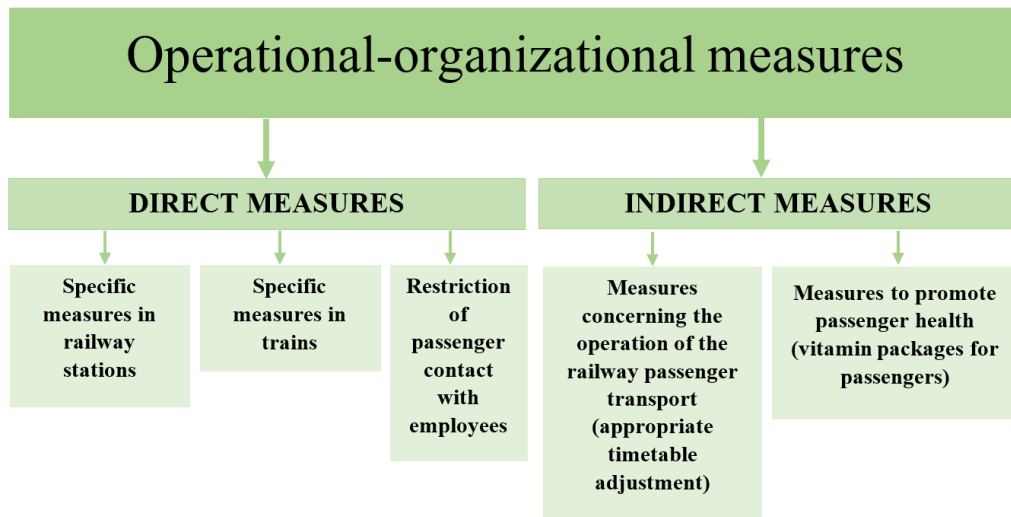 Operational-organizational measures
DIRECT MEASURES
INDIRECT MEASURES
Specific
measures in
railway
stations
Specific
measures in
trains
Restriction
of
passenger
contact
with
employees
Measures
concerning the
operation of the
railway passenger
transport
(appropriate
timetable
adjustment)
Measures to promote
passenger health
(vitamin packages for
passengers)